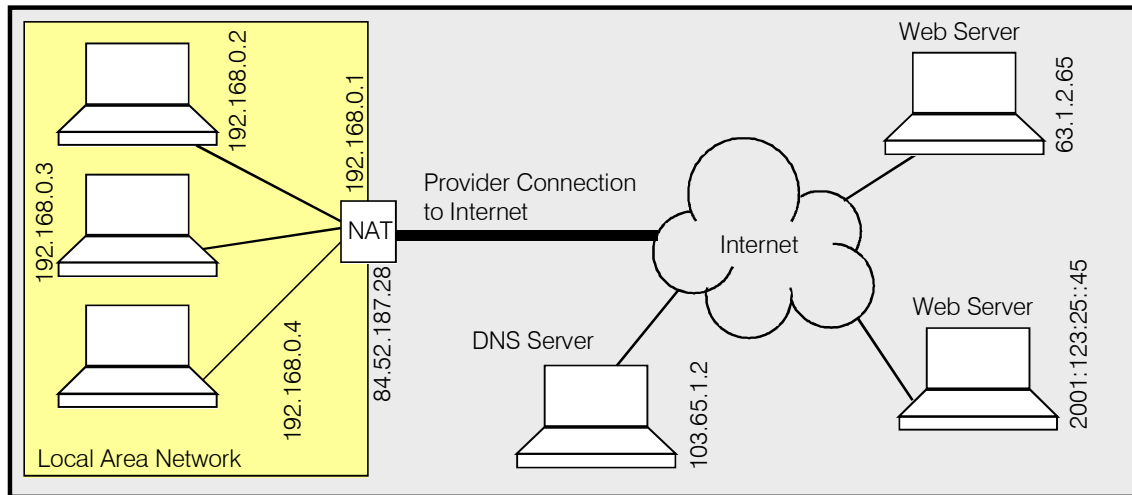 192.168.0.2
192.168.0.1
192.168.0.3
192.168.0.4
Local Area Network
NAT
84.52.187.28
Provider Connection
to Internet
Internet
DNS Server
103.65.1.2
Web Server
63.1.2.65
Web Server
2001:123:25::45